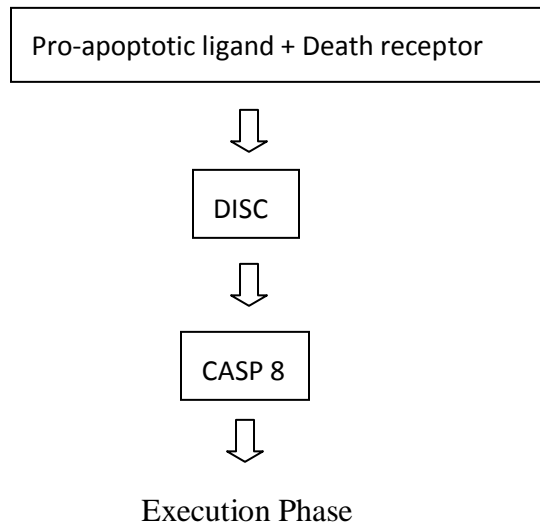 Pro-apoptotic ligand + Death receptor
DISC
CASP 8
Execution Phase